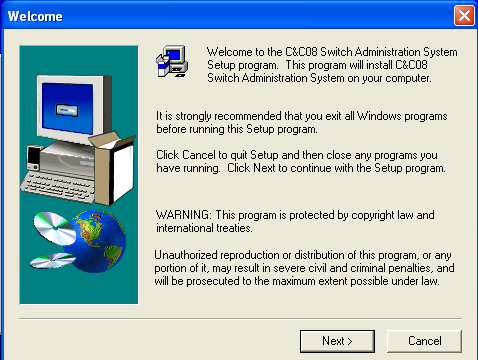 Welcome
Welcome to the C&C08 Switch Administration System
Setup program. This program will install C&C08
Switch Administration System on your computer.
It is strongly recommended that you exit all Windows programs
before running this Setup program.
Click Cancel to quit Setup and then close any programs you
have running. Click Next to continue with the Setup program.
WARNING: This program is protected by copyright law and
international treaties.
Unauthorized reproduction or distribution of this program, or any
portion of it, may result in severe civil and criminal penalties, and
will be prosecuted to the maximum extent possible under law.
Next > Cancel